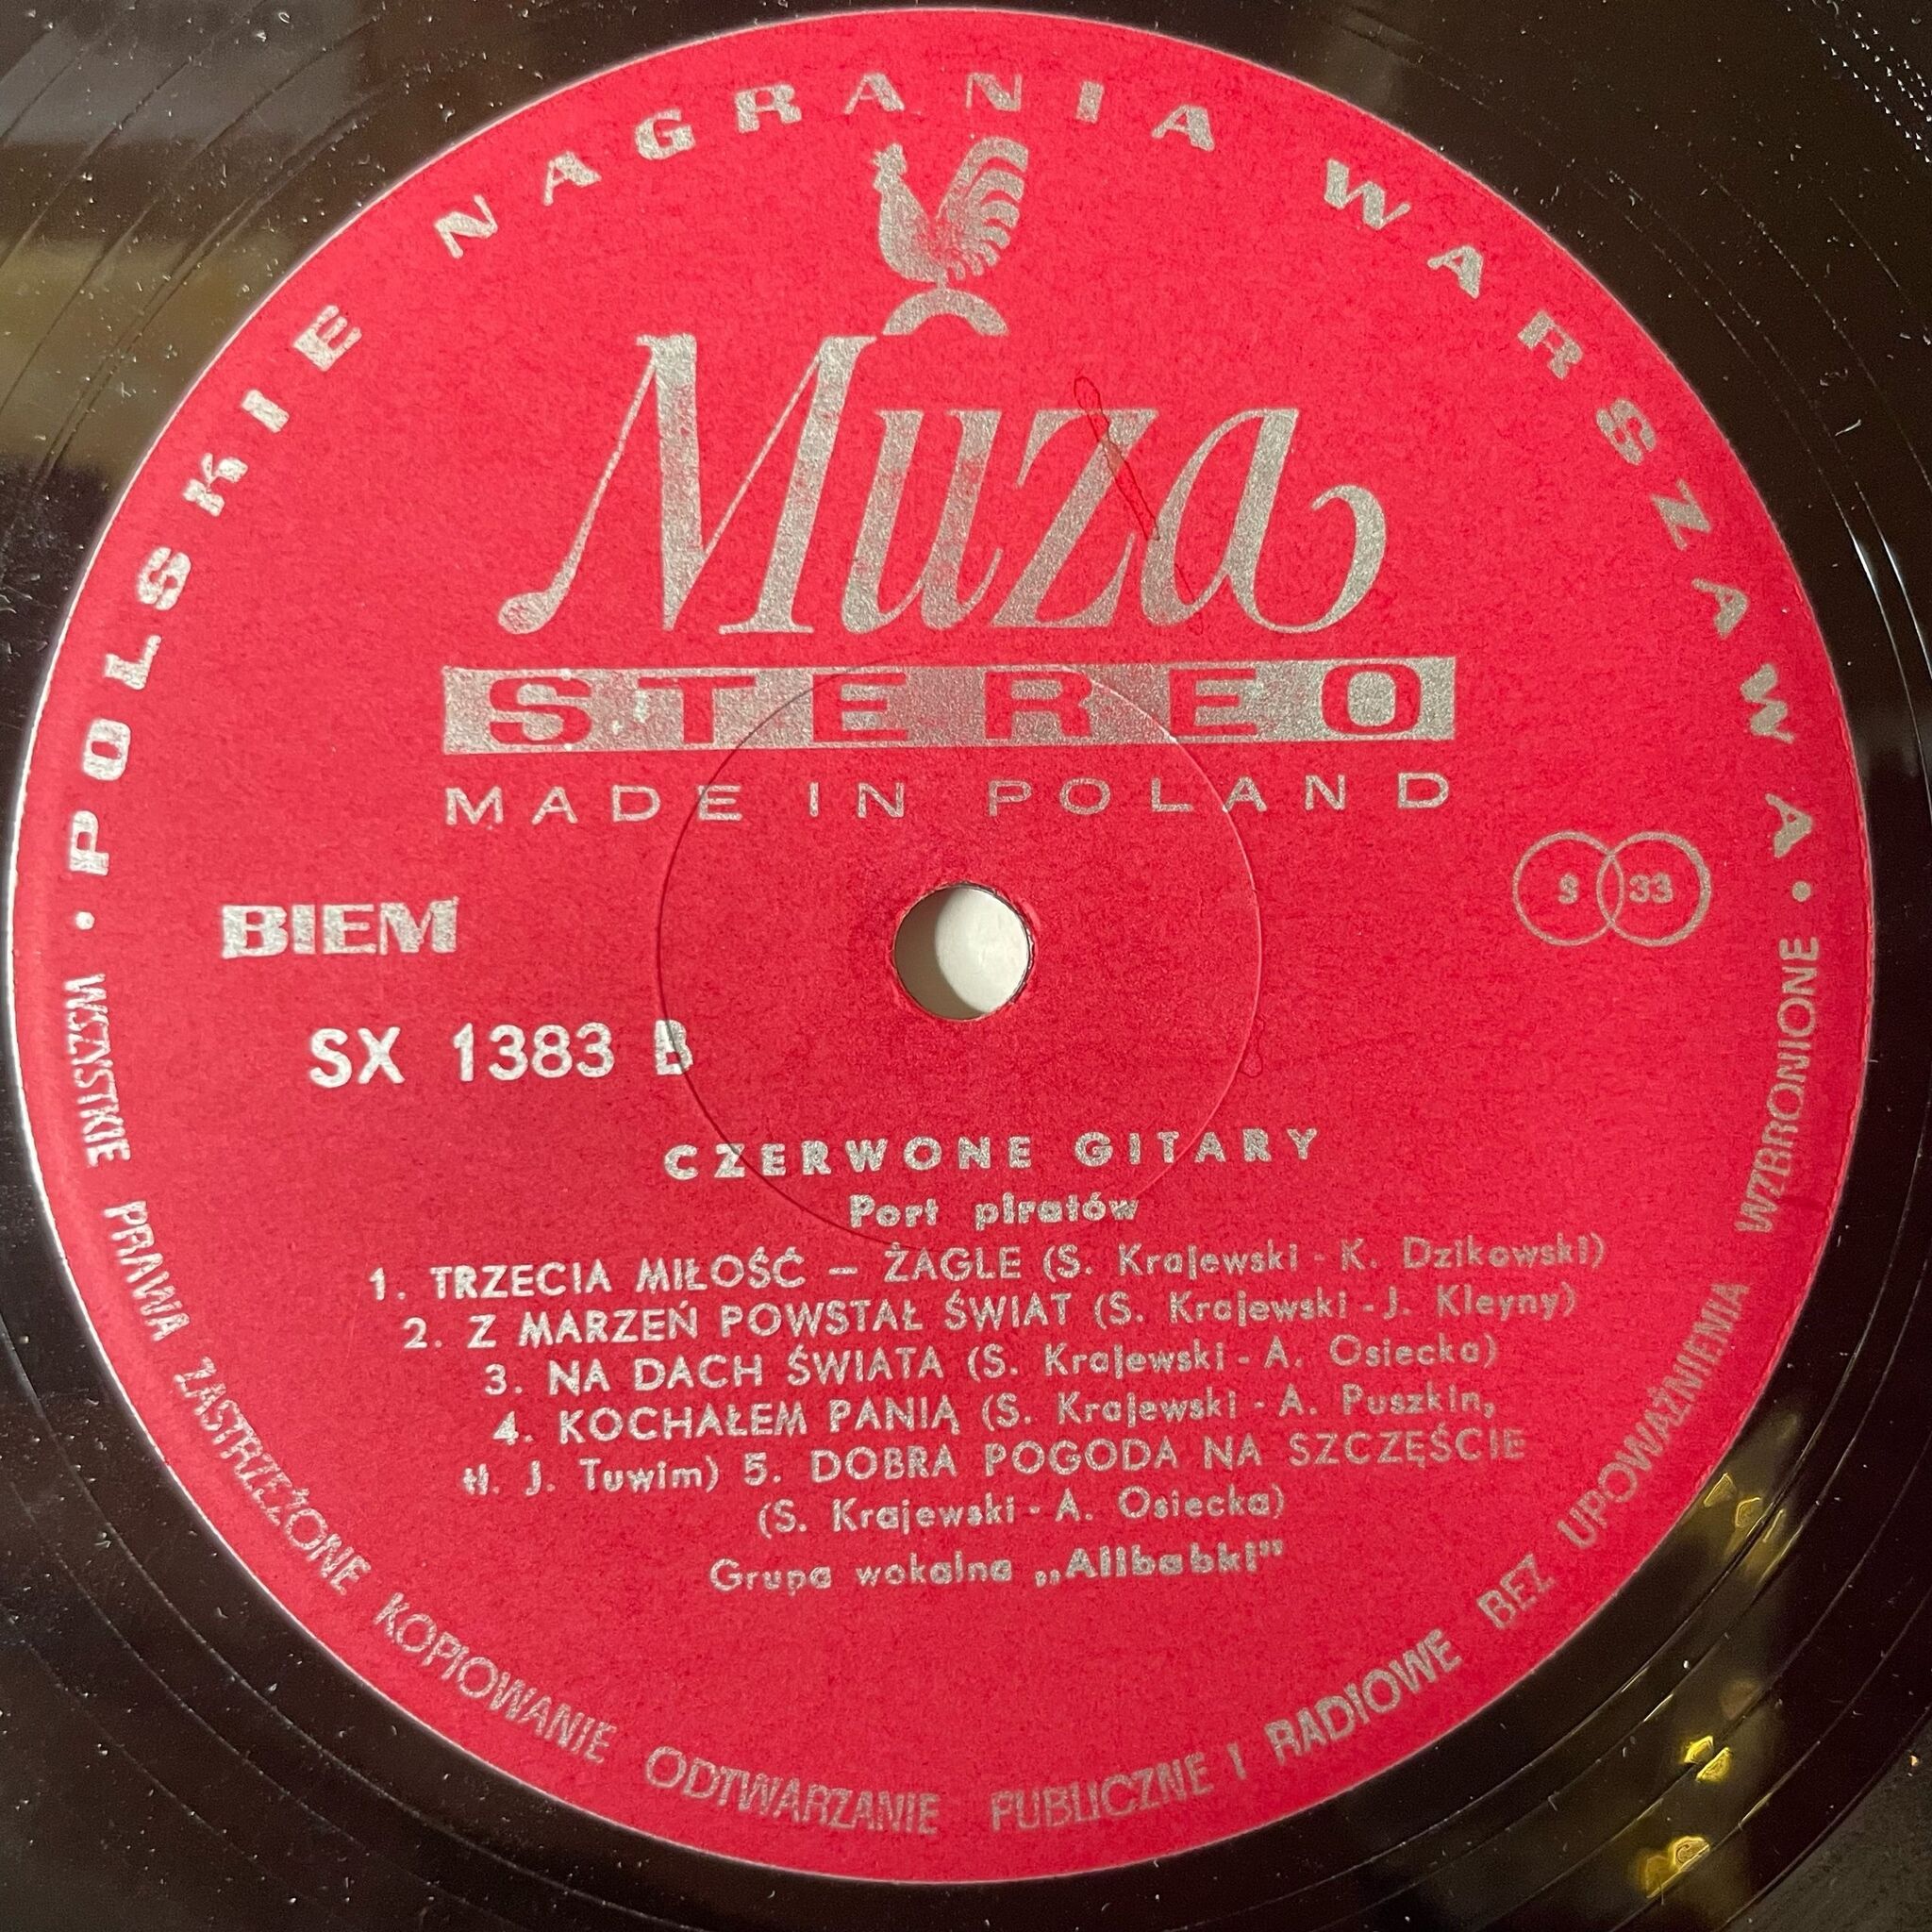 POLSKIE NAGRANIA WARSZAWA
Muza
STEREO
MADE IN POLAND
BIEM
S 33
SX 1383 B
CZERWONE GITARY
Port piratów
1. TRZECIA MIŁOŚĆ – ŻAGLE (S. Krajewski - K. Dzikowski)
2. Z MARZEŃ POWSTAŁ ŚWIAT (S. Krajewski - J. Kleyny)
3. NA DACH ŚWIATA (S. Krajewski - A. Osiecka)
4. KOCHAŁEM PANIĄ (S. Krajewski - A. Puszkin,
tł. J. Tuwim) 5. DOBRA POGODA NA SZCZĘŚCIE
(S. Krajewski - A. Osiecka)
Grupa wokalna „Alibabki”
WSZYSTKIE PRAWA ZASTRZEŻONE KOPIOWANIE ODTWARZANIE PUBLICZNE I RADIOWE BEZ UPOWAŻNIENIA WZBRONIONE